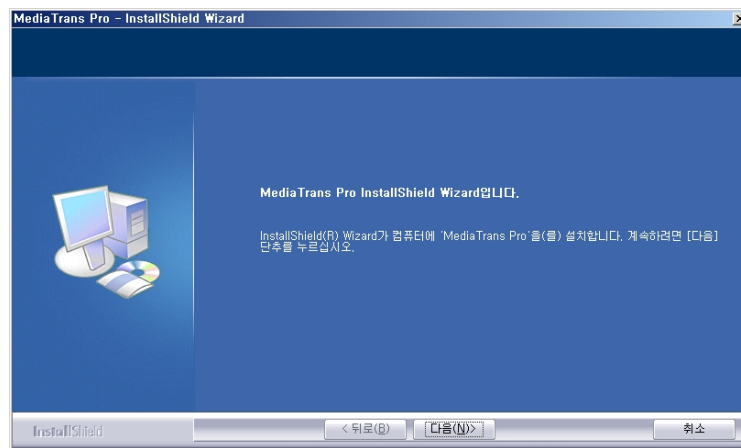 MediaTrans Pro - InstallShield Wizard
MediaTrans Pro InstallShield Wizard입니다.
InstallShield(R) Wizard가 컴퓨터에 'MediaTrans Pro'을(를) 설치합니다. 계속하려면 [다음]
단추를 누르십시오.
InstallShield
< 뒤로(B)
다음(N)>
취소